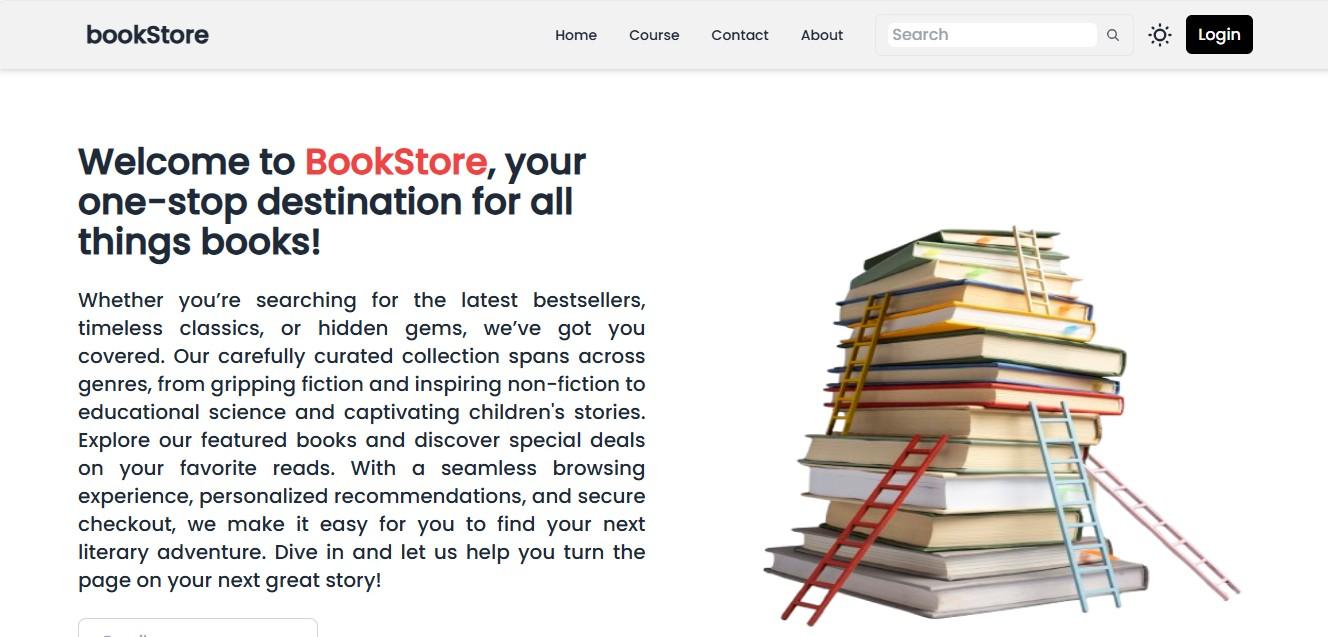 bookStore
Home
Course
Contact
About
Search
Login
Welcome to BookStore, your
one-stop destination for all
things books!
Whether you’re searching for the latest bestsellers,
timeless classics, or hidden gems, we’ve got you
covered. Our carefully curated collection spans across
genres, from gripping fiction and inspiring non-fiction to
educational science and captivating children's stories.
Explore our featured books and discover special deals
on your favorite reads. With a seamless browsing
experience, personalized recommendations, and secure
checkout, we make it easy for you to find your next
literary adventure. Dive in and let us help you turn the
page on your next great story!